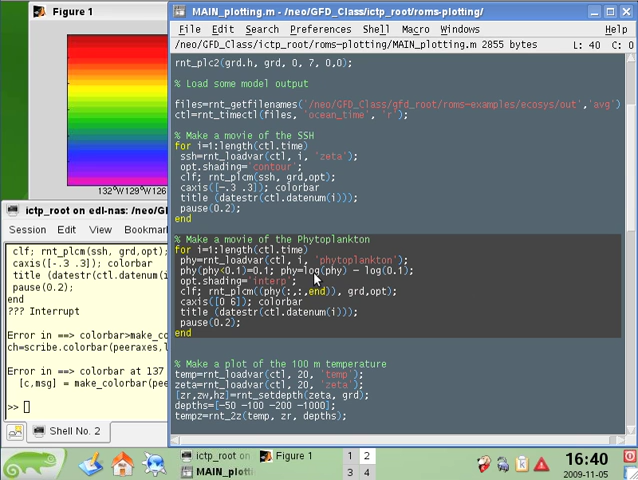 Figure 1
132°W129°W126
MAIN_plotting.m - /neo/GFD_Class/ictp_root/roms-plotting/
File Edit Search Preferences Shell Macro Windows Help
/neo/GFD_Class/ictp_root/roms-plotting/MAIN_plotting.m 2855 bytes L: 40 C: 0
rnt_plc2(grd.h, grd, 0, 7, 0,0);
% Load some model output
files=rnt_getfilenames('/neo/GFD_Class/gfd_root/roms-examples/ecosys/out','avg')
ctl=rnt_timectl(files, 'ocean_time', 'r');
% Make a movie of the SSH
for i=1:length(ctl.time)
ssh=rnt_loadvar(ctl, i, 'zeta');
opt.shading='contour';
clf; rnt_plcm(ssh, grd,opt);
caxis([-.3 .3]); colorbar
title (datestr(ctl.datenum(i)));
pause(0.2);
end
% Make a movie of the Phytoplankton
for i=1:length(ctl.time)
phy=rnt_loadvar(ctl, i, 'phytoplankton');
phy(phy<0.1)=0.1; phy=log(phy) - log(0.1);
opt.shading='interp';
clf; rnt_plcm((phy(:,:,end)), grd,opt);
caxis([0 6]); colorbar
title (datestr(ctl.datenum(i)));
pause(0.2);
end
% Make a plot of the 100 m temperature
temp=rnt_loadvar(ctl, 20, 'temp');
zeta=rnt_loadvar(ctl, 20, 'zeta');
[zr,zw,hz]=rnt_setdepth(zeta, grd);
depths=[-50 -100 -200 -1000];
tempz=rnt_2z(temp, zr, depths);
ictp_root on edl-nas: /neo/G
Session Edit View Bookmar
clf; rnt_plcm(ssh, grd,opt);
caxis([-.3 .3]); colorbar
title (datestr(ctl.datenum(i
pause(0.2);
end
??? Interrupt
Error in ==> colorbar>make_co
ch=scribe.colorbar(peeraxes,l
Error in ==> colorbar at 137
[c,msg] = make_colorbar(pee
>>
Shell No. 2
ictp_root on Figure 1
MAIN_plotti
1 2
3 4
16:40
2009-11-05